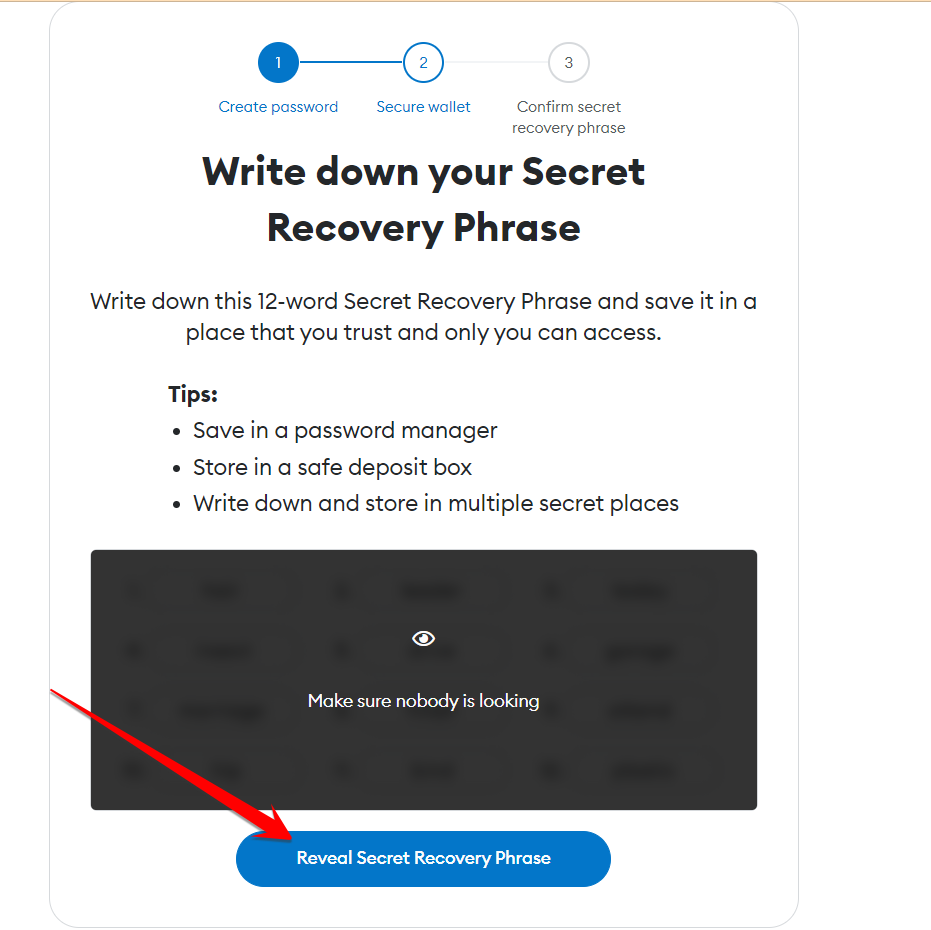 1
2
3
Create password
Secure wallet
Confirm secret
recovery phrase
Write down your Secret
Recovery Phrase
Write down this 12-word Secret Recovery Phrase and save it in a
place that you trust and only you can access.
Tips:
• Save in a password manager
• Store in a safe deposit box
• Write down and store in multiple secret places
Make sure nobody is looking
Reveal Secret Recovery Phrase